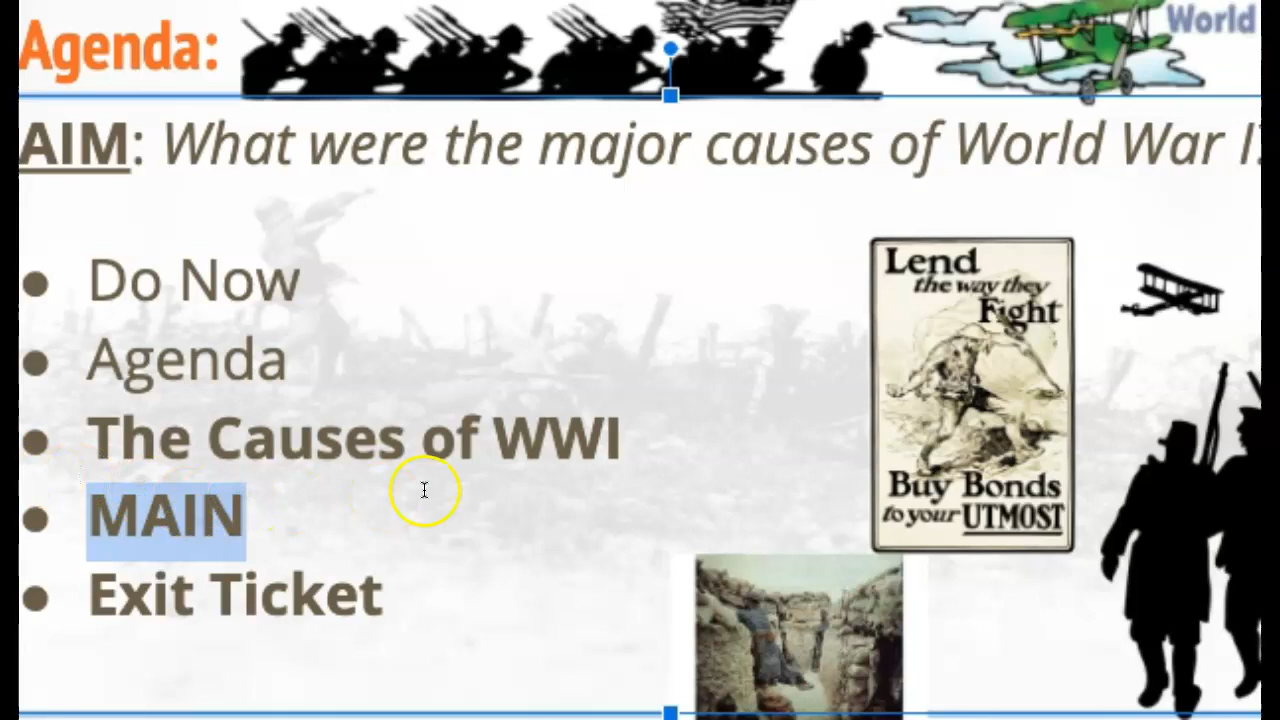 Agenda:
World
AIM: What were the major causes of World War I?
● Do Now
● Agenda
● The Causes of WWI
● MAIN
● Exit Ticket
Lend
the way they
Fight
Buy Bonds
to your UTMOST